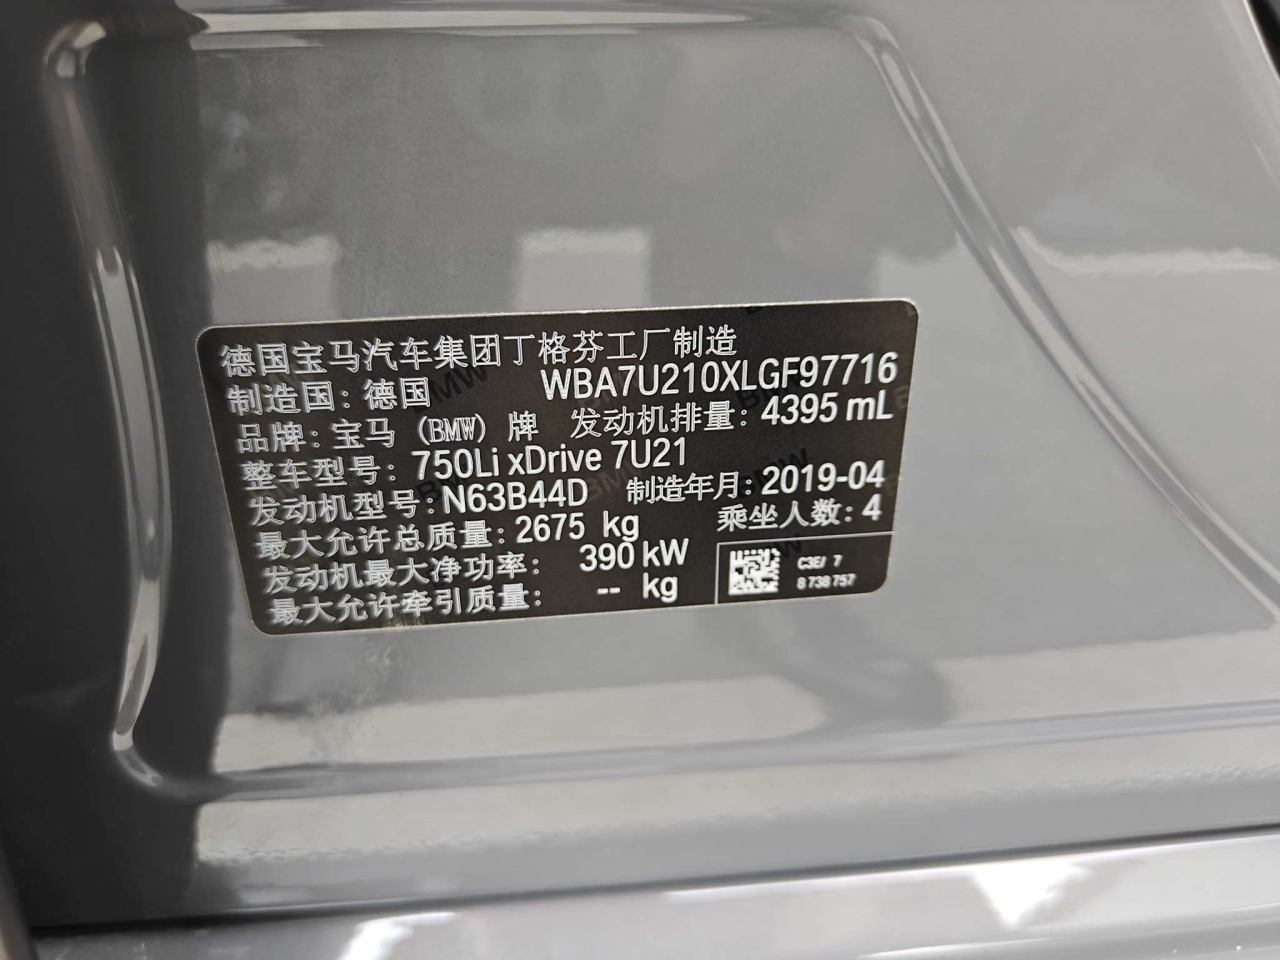 德国宝马汽车集团丁格芬工厂制造
制造国：德国 WBA7U210XLGF97716
品牌：宝马（BMW）牌 发动机排量：4395 mL
整车型号：750Li xDrive 7U21
发动机型号：N63B44D 制造年月：2019-04
最大允许总质量：2675 kg 乘坐人数：4
发动机最大净功率： 390 kW
最大允许牵引质量： -- kg
C3E/ 7
8 738 757